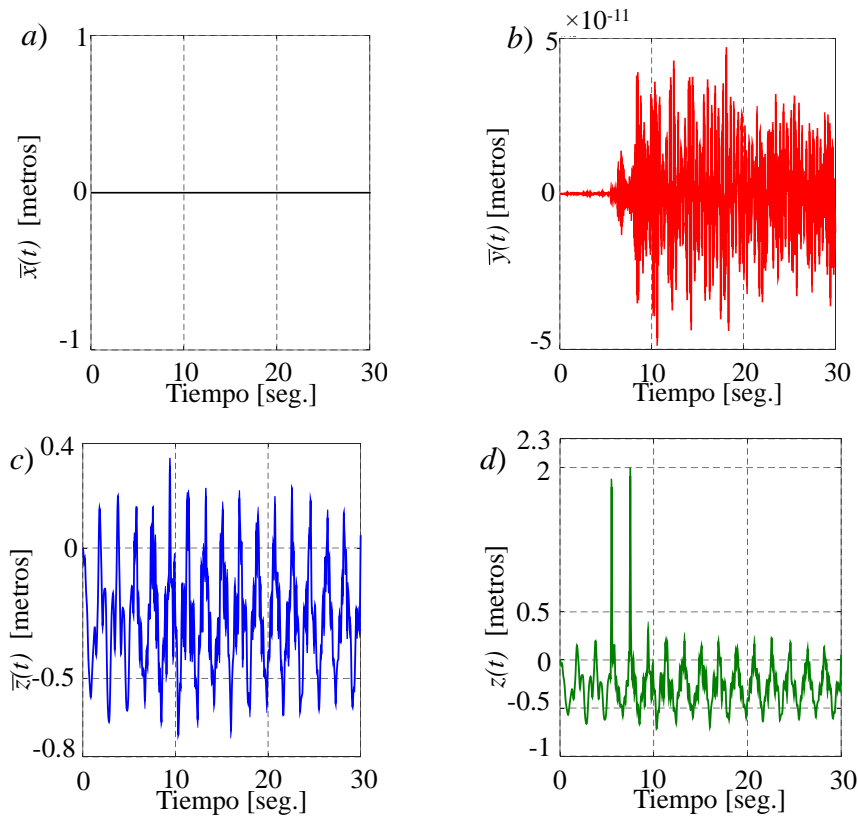 a)
1
0
-1
x̅(t) [metros]
0 10 20 30
Tiempo [seg.]
b)
×10⁻¹¹
5
0
-5
y̅(t) [metros]
0 10 20 30
Tiempo [seg.]
c)
0.4
0
-0.5
-0.8
z̅(t) [metros]
0 10 20 30
Tiempo [seg.]
d)
2.3
2
0.5
0
-0.5
-1
z(t) [metros]
0 10 20 30
Tiempo [seg.]